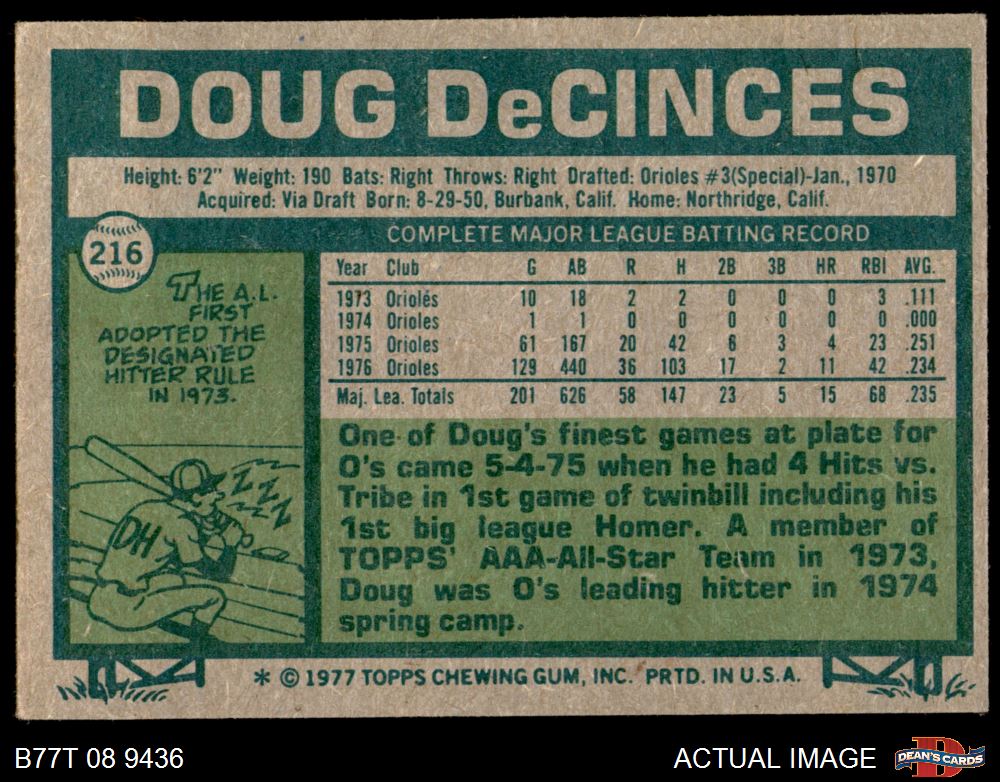 DOUG DeCINCES
Height: 6'2" Weight: 190 Bats: Right Throws: Right Drafted: Orioles #3(Special)-Jan., 1970
Acquired: Via Draft Born: 8-29-50, Burbank, Calif. Home: Northridge, Calif.
216
COMPLETE MAJOR LEAGUE BATTING RECORD
THE A.L.
FIRST
ADOPTED THE
DESIGNATED
HITTER RULE
IN 1973.
ZZZ
ZZZ
DH
Year Club G AB R H 2B 3B HR RBI AVG.
1973 Orioles 10 18 2 2 0 0 0 3 .111
1974 Orioles 1 1 0 0 0 0 0 0 .000
1975 Orioles 61 167 20 42 6 3 4 23 .251
1976 Orioles 129 440 36 103 17 2 11 42 .234
Maj. Lea. Totals 201 626 58 147 23 5 15 68 .235
One of Doug's finest games at plate for
O's came 5-4-75 when he had 4 Hits vs.
Tribe in 1st game of twinbill including his
1st big league Homer. A member of
TOPPS' AAA-All-Star Team in 1973,
Doug was O's leading hitter in 1974
spring camp.
* © 1977 TOPPS CHEWING GUM, INC. PRTD. IN U.S.A.
B77T 08 9436
ACTUAL IMAGE
D
DEAN'S CARDS